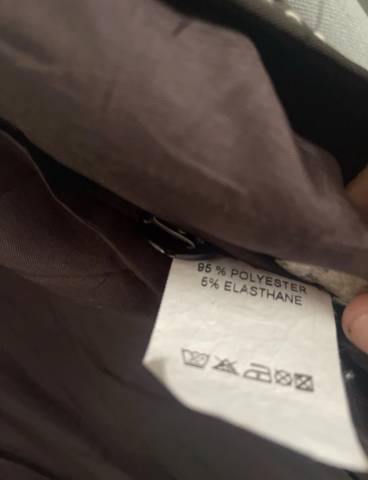 95 % POLYESTER
5% ELASTHANE